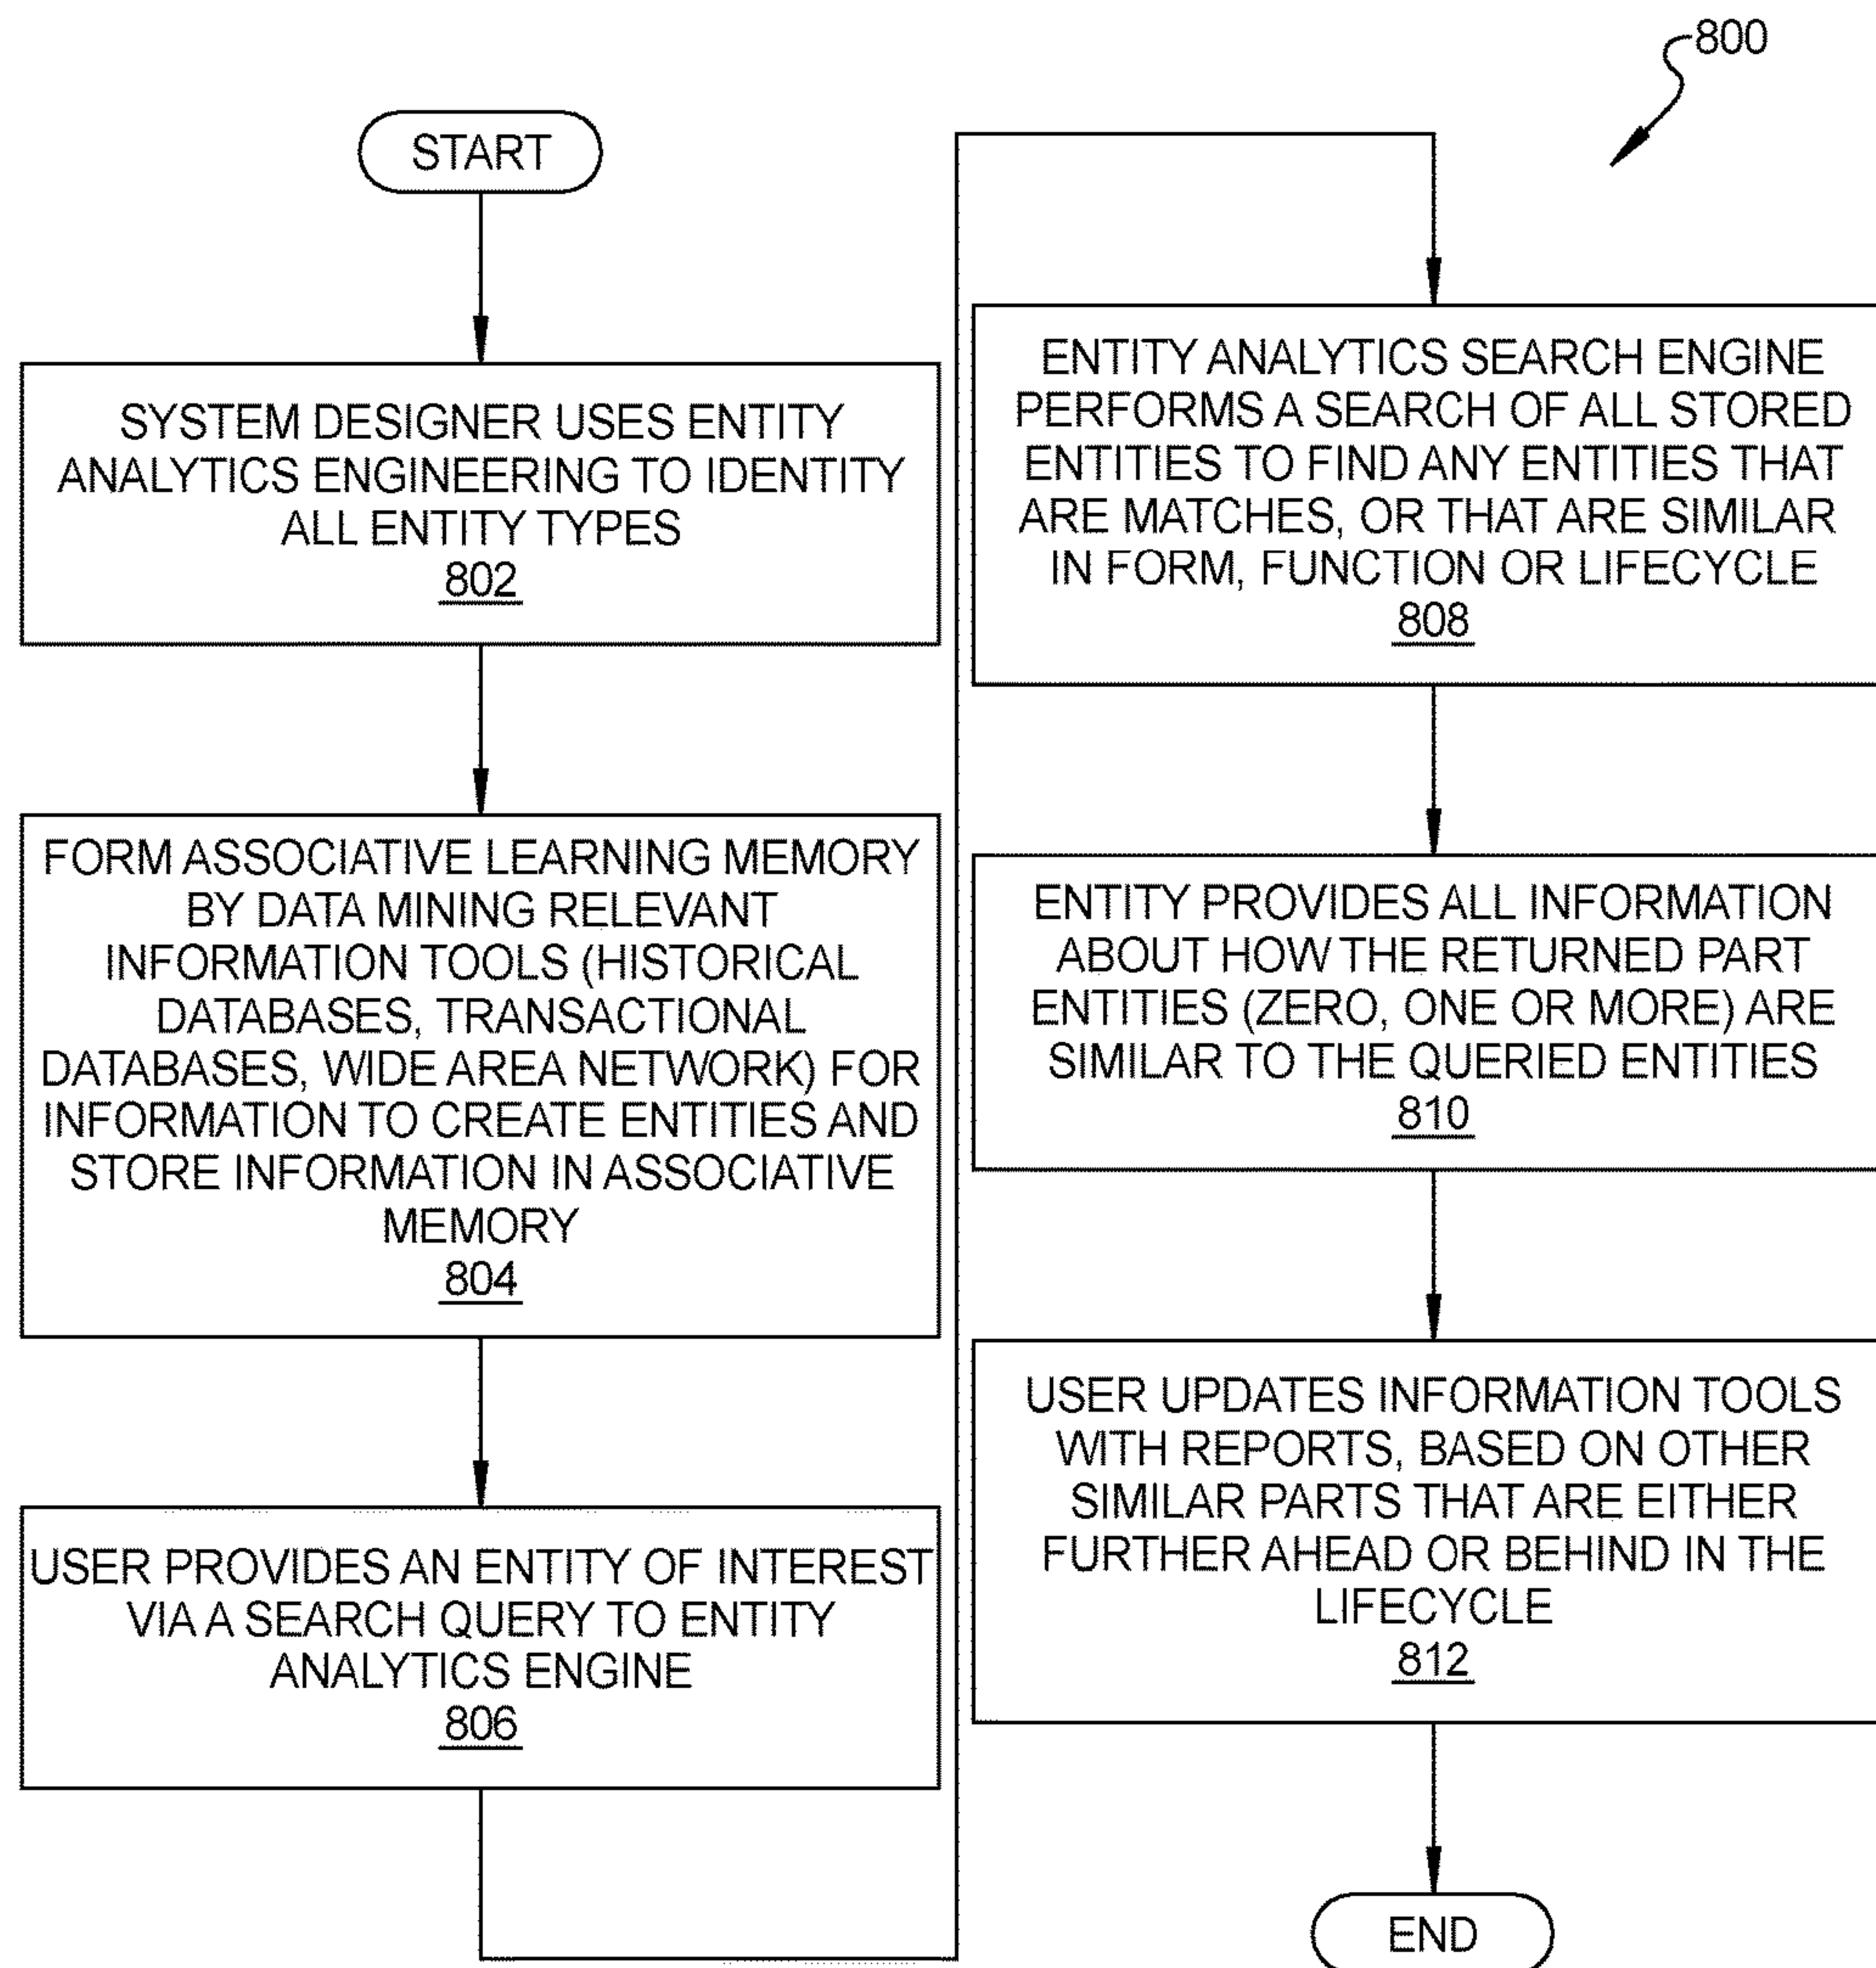 800
START
SYSTEM DESIGNER USES ENTITY
ANALYTICS ENGINEERING TO IDENTITY
ALL ENTITY TYPES
802
FORM ASSOCIATIVE LEARNING MEMORY
BY DATA MINING RELEVANT
INFORMATION TOOLS (HISTORICAL
DATABASES, TRANSACTIONAL
DATABASES, WIDE AREA NETWORK) FOR
INFORMATION TO CREATE ENTITIES AND
STORE INFORMATION IN ASSOCIATIVE
MEMORY
804
USER PROVIDES AN ENTITY OF INTEREST
VIA A SEARCH QUERY TO ENTITY
ANALYTICS ENGINE
806
ENTITY ANALYTICS SEARCH ENGINE
PERFORMS A SEARCH OF ALL STORED
ENTITIES TO FIND ANY ENTITIES THAT
ARE MATCHES, OR THAT ARE SIMILAR
IN FORM, FUNCTION OR LIFECYCLE
808
ENTITY PROVIDES ALL INFORMATION
ABOUT HOW THE RETURNED PART
ENTITIES (ZERO, ONE OR MORE) ARE
SIMILAR TO THE QUERIED ENTITIES
810
USER UPDATES INFORMATION TOOLS
WITH REPORTS, BASED ON OTHER
SIMILAR PARTS THAT ARE EITHER
FURTHER AHEAD OR BEHIND IN THE
LIFECYCLE
812
END